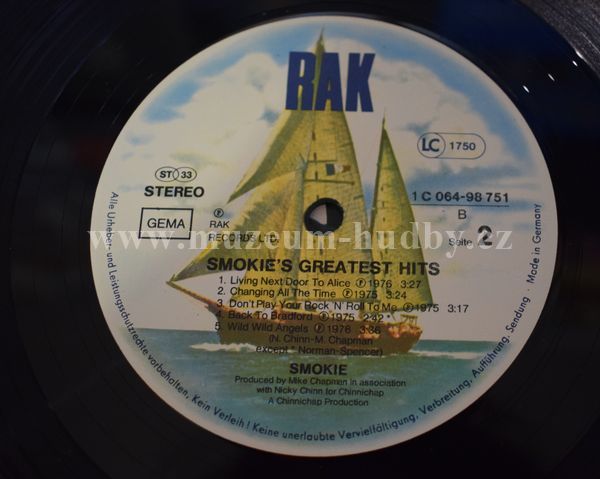 RAK
LC 1750
ST 33
STEREO
GEMA
℗ RAK
RECORDS LTD.
1 C 064-98 751
B
Seite 2
www.muzeum-hudby.cz
SMOKIE'S GREATEST HITS
1. Living Next Door To Alice ℗ 1976 3:27
2. Changing All The Time ℗ 1975 3:24
3. Don't Play Your Rock 'N' Roll To Me ℗ 1975 3:17
4. Back To Bradford ℗ 1975 2:42*
5. Wild Wild Angels ℗ 1976 3:36
(N. Chinn-M. Chapman
except * Norman-Spencer)
SMOKIE
Produced by Mike Chapman in association
with Nicky Chinn for Chinnichap
A Chinnichap Production
Alle Urheber- und Leistungsschutzrechte vorbehalten. Kein Verleih! Keine unerlaubte Vervielfältigung, Verbreitung, Aufführung, Sendung · Made in Germany